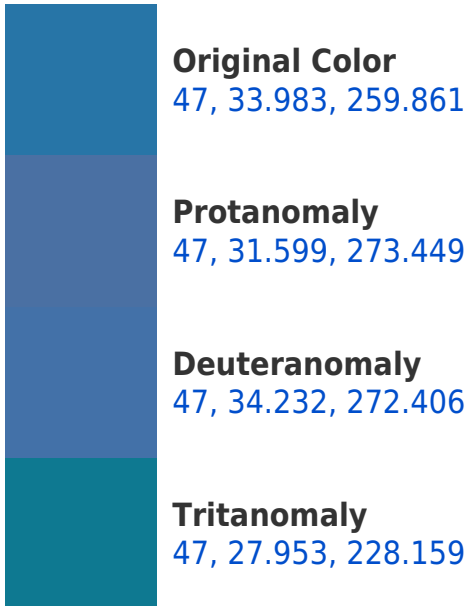 Original Color
47, 33.983, 259.861
Protanomaly
47, 31.599, 273.449
Deuteranomaly
47, 34.232, 272.406
Tritanomaly
47, 27.953, 228.159